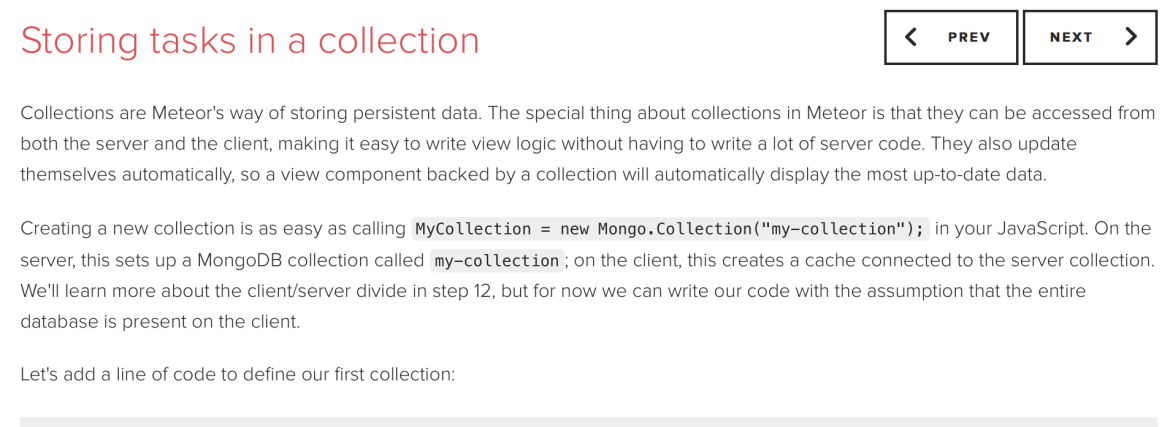 Storing tasks in a collection
PREV
NEXT
Collections are Meteor's way of storing persistent data. The special thing about collections in Meteor is that they can be accessed from
both the server and the client, making it easy to write view logic without having to write a lot of server code. They also update
themselves automatically, so a view component backed by a collection will automatically display the most up-to-date data.
Creating a new collection is as easy as calling MyCollection = new Mongo.Collection("my-collection"); in your JavaScript. On the
server, this sets up a MongoDB collection called my-collection; on the client, this creates a cache connected to the server collection.
We'll learn more about the client/server divide in step 12, but for now we can write our code with the assumption that the entire
database is present on the client.
Let's add a line of code to define our first collection: